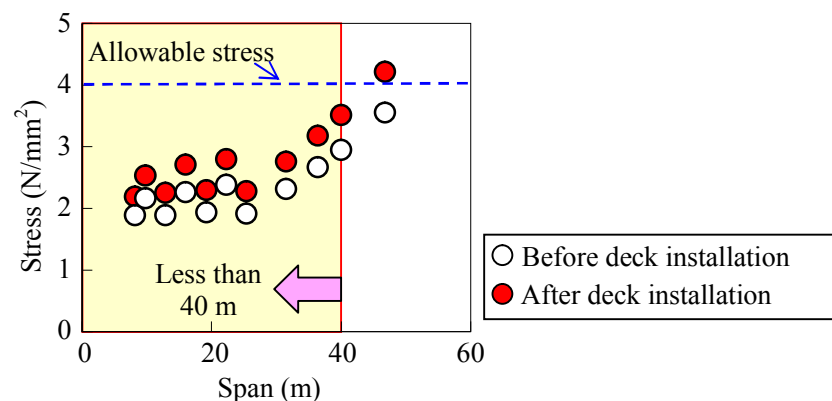 5
Allowable stress
4
3
2
1
0
Stress (N/mm²)
Less than
40 m
0
20
40
60
Span (m)
Before deck installation
After deck installation